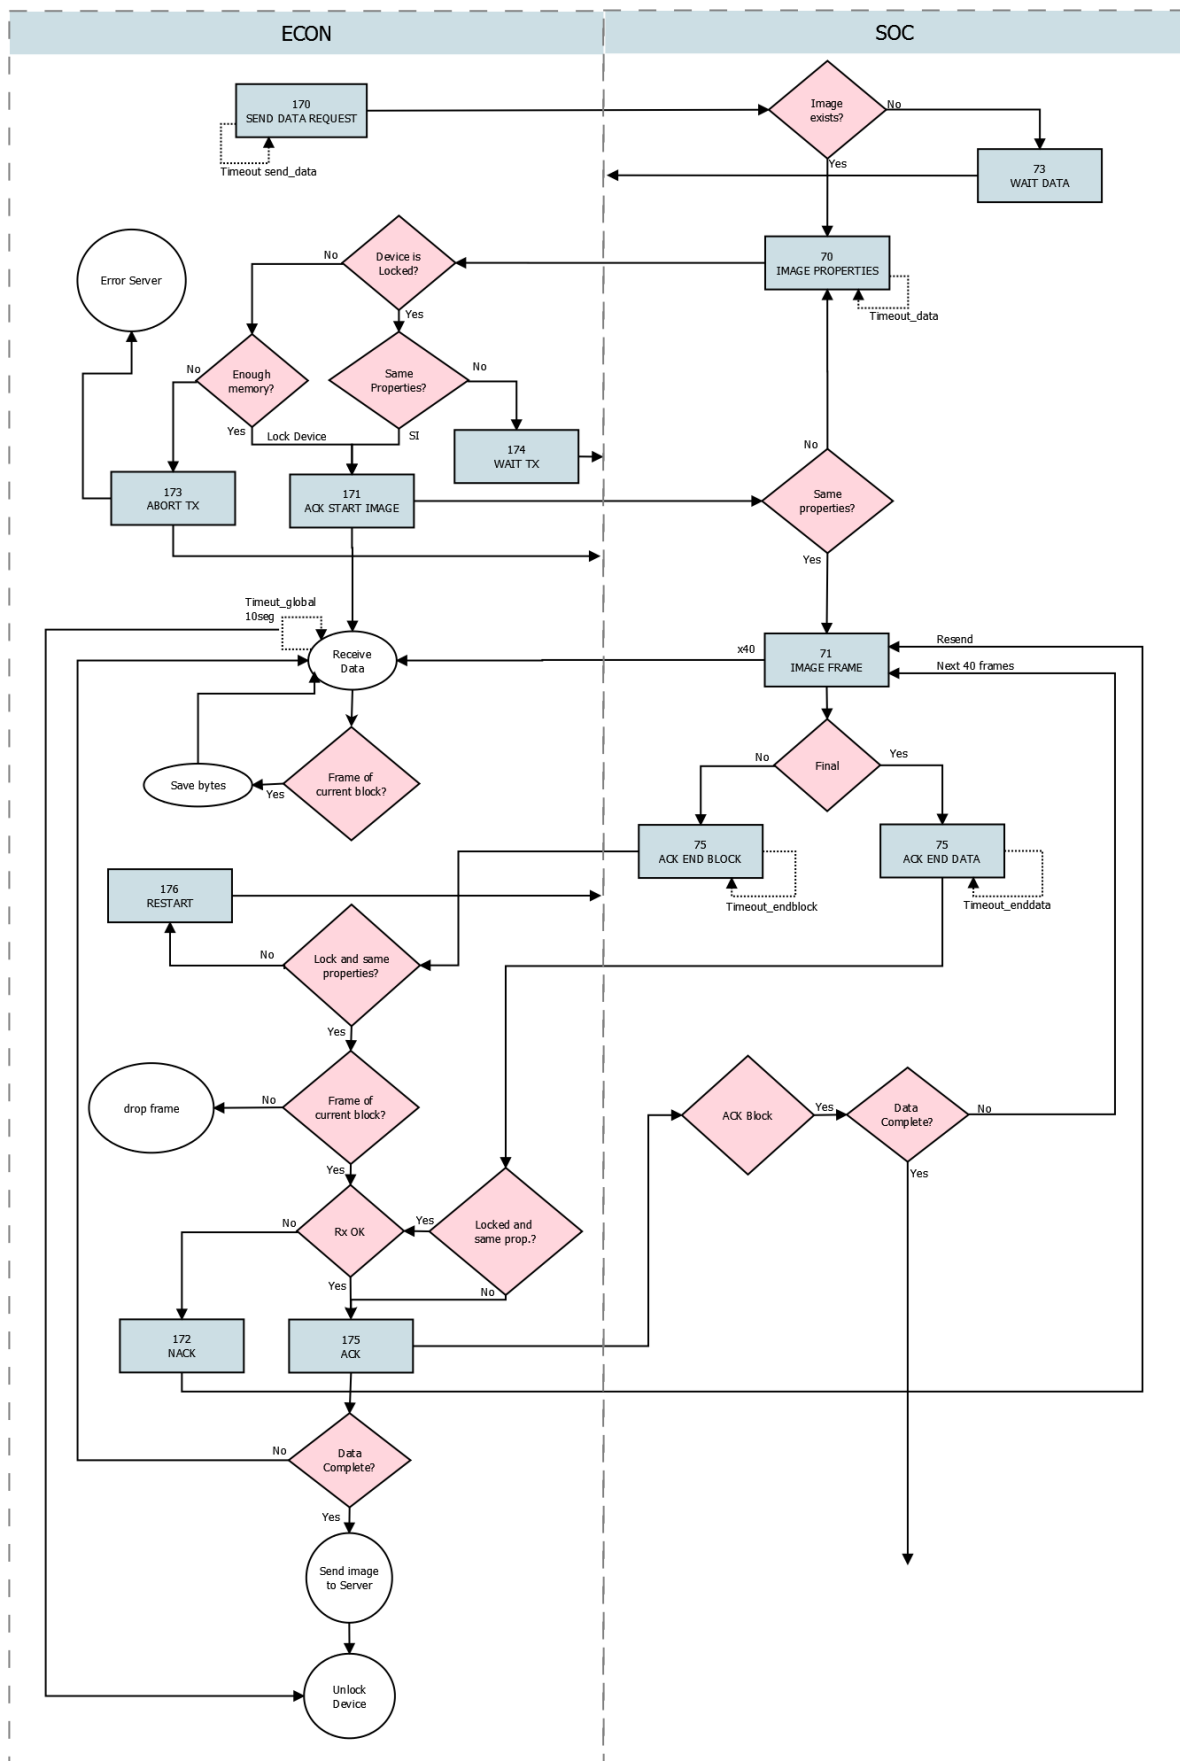 ECON
SOC
170
SEND DATA REQUEST
Timeout send_data
Image
exists?
No
Yes
73
WAIT DATA
Error Server
Device is
Locked?
No
Yes
70
IMAGE PROPERTIES
Timeout_data
Enough
memory?
No
Yes
Lock Device
Same
Properties?
No
SI
174
WAIT TX
173
ABORT TX
171
ACK START IMAGE
Same
properties?
No
Yes
Timeut_global
10seg
Receive
Data
x40
71
IMAGE FRAME
Resend
Next 40 frames
Save bytes
Yes
Frame of
current block?
Final
No
Yes
75
ACK END BLOCK
Timeout_endblock
75
ACK END DATA
Timeout_enddata
176
RESTART
No
Lock and same
properties?
Yes
drop frame
No
Frame of
current block?
Yes
ACK Block
Yes
Data
Complete?
No
Yes
No
Rx OK
Yes
Yes
Locked and
same prop.?
No
172
NACK
175
ACK
No
Data
Complete?
Yes
Send image
to Server
Unlock
Device